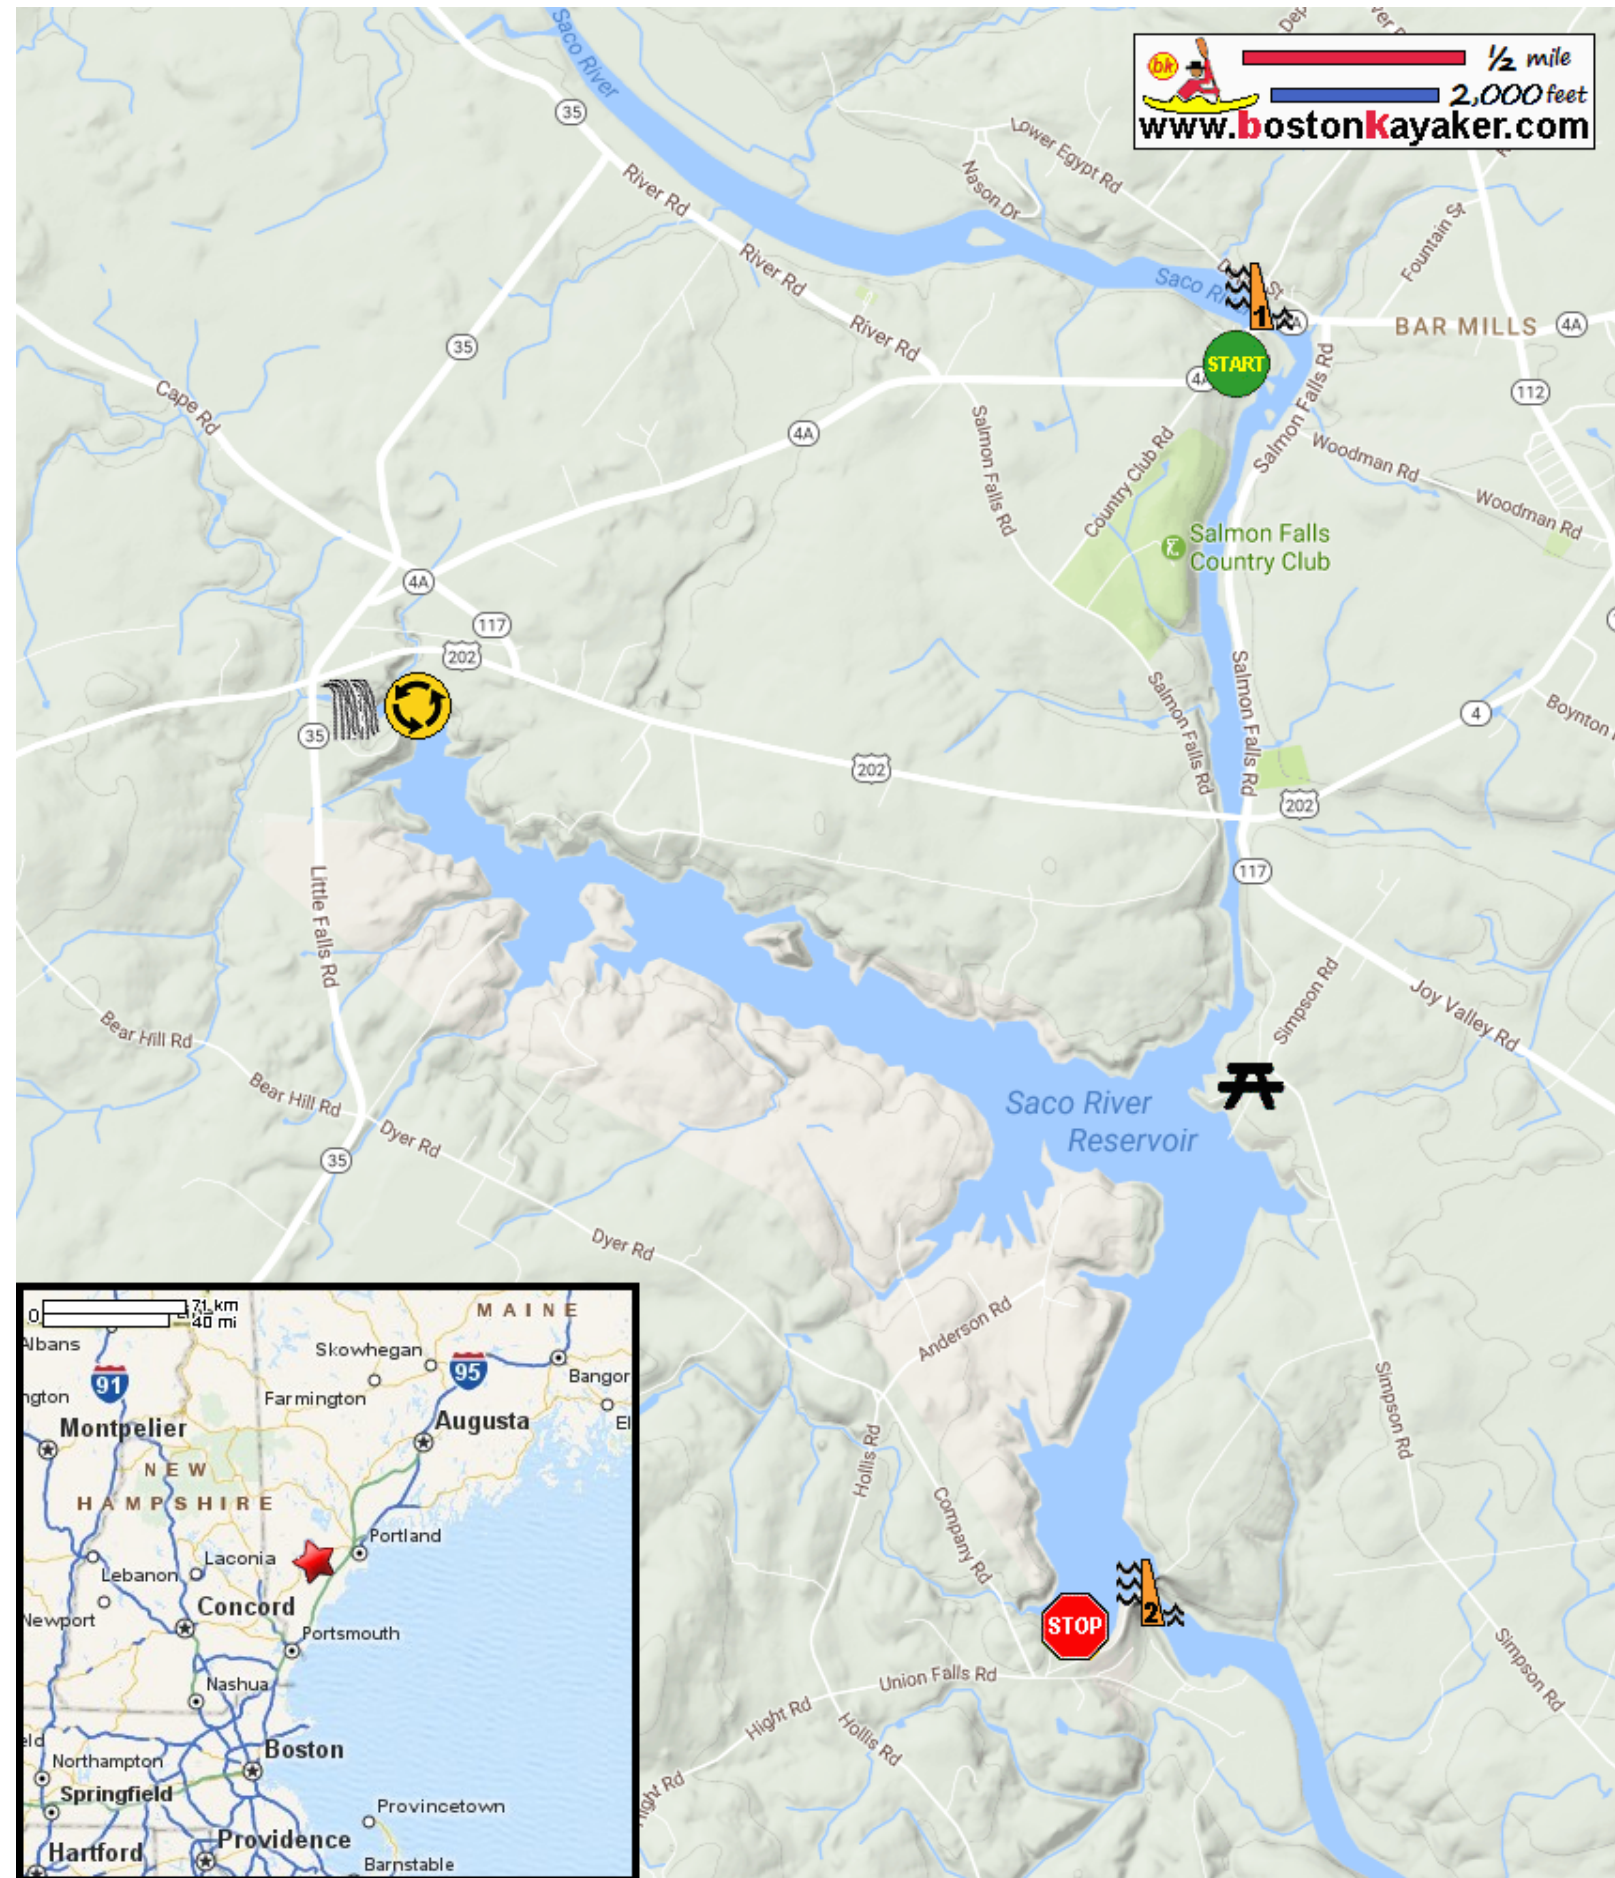 Saco River
35
River Rd
River Rd
River Rd
Lower Egypt Rd
Nason Dr
bk
½ mile
2,000 feet
www.bostonkayaker.com
Fountain St
Saco
St
1
START
BAR MILLS
4A
112
4A
35
Cape Rd
Salmon Falls Rd
Country Club Rd
Salmon Falls Rd
Woodman Rd
Woodman Rd
Salmon Falls
Country Club
4A
117
202
35
202
Salmon Falls Rd
Salmon Falls Rd
4
Boynton
202
117
Little Falls Rd
Bear Hill Rd
Bear Hill Rd
Dyer Rd
35
Dyer Rd
Simpson Rd
Joy Valley Rd
Saco River
Reservoir
Anderson Rd
Hollis Rd
Company Rd
Simpson Rd
Simpson Rd
2
STOP
Union Falls Rd
Hight Rd
Hollis Rd
ight Rd
0
71 km
40 mi
MAINE
Albans
Skowhegan
91
95
Bangor
ngton
Farmington
El
Montpelier
Augusta
NEW
HAMPSHIRE
Portland
Laconia
Lebanon
Concord
Newport
Portsmouth
Nashua
eld
Boston
Northampton
Springfield
Provincetown
Providence
Hartford
Barnstable